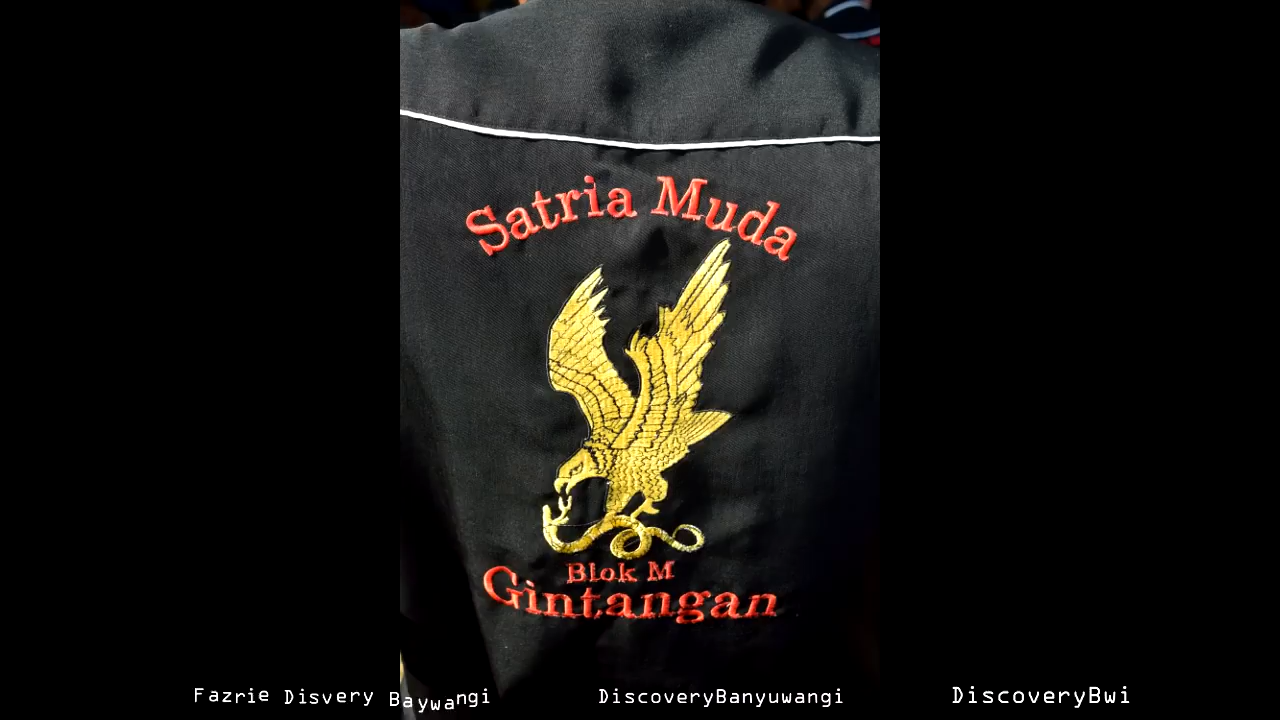 Satria Muda
Blok M
Gintangan
Fazrie Disvery Baywangi
DiscoveryBanyuwangi
DiscoveryBwi